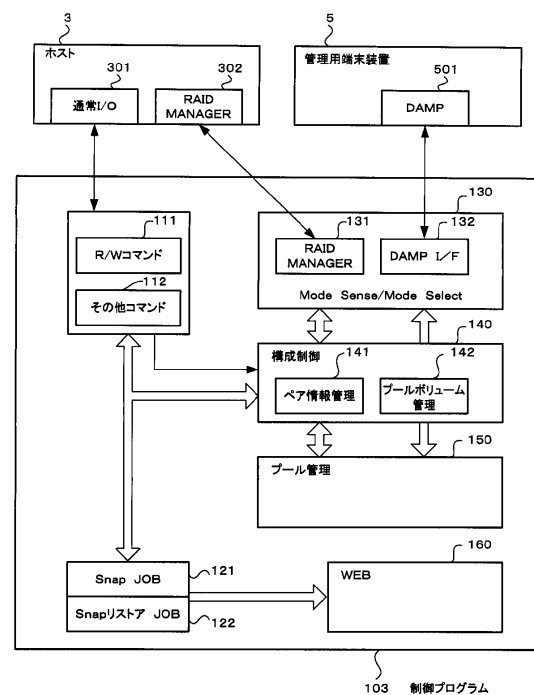 3
ホスト
301
通常I/O
302
RAID
MANAGER
5
管理用端末装置
501
DAMP
130
111
R/Wコマンド
112
その他コマンド
131
RAID
MANAGER
132
DAMP I/F
Mode Sense/Mode Select
140
構成制御
141
ペア情報管理
142
プールボリューム
管理
150
プール管理
Snap JOB
121
Snapリストア JOB
122
160
WEB
103 制御プログラム